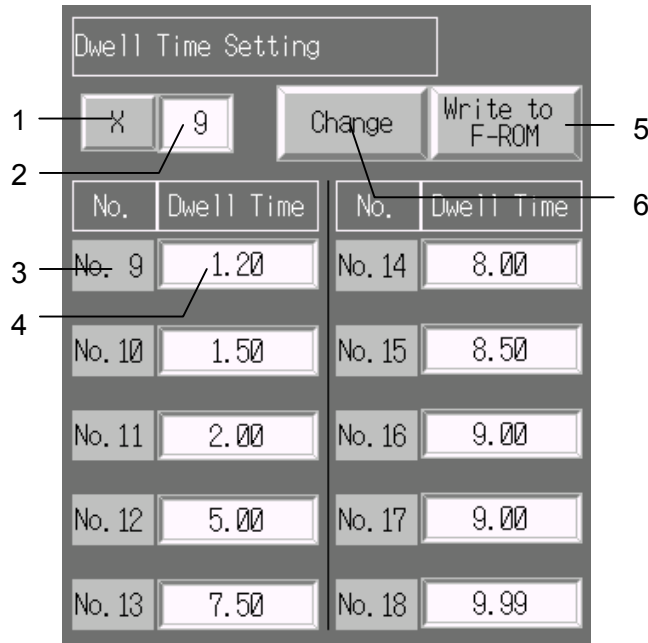 Dwell Time Setting
1 X 9 Change Write to F-ROM 5
2
No. Dwell Time No. Dwell Time 6
3 No. 9 1.20 No. 14 8.00
4
No. 10 1.50 No. 15 8.50
No. 11 2.00 No. 16 9.00
No. 12 5.00 No. 17 9.00
No. 13 7.50 No. 18 9.99